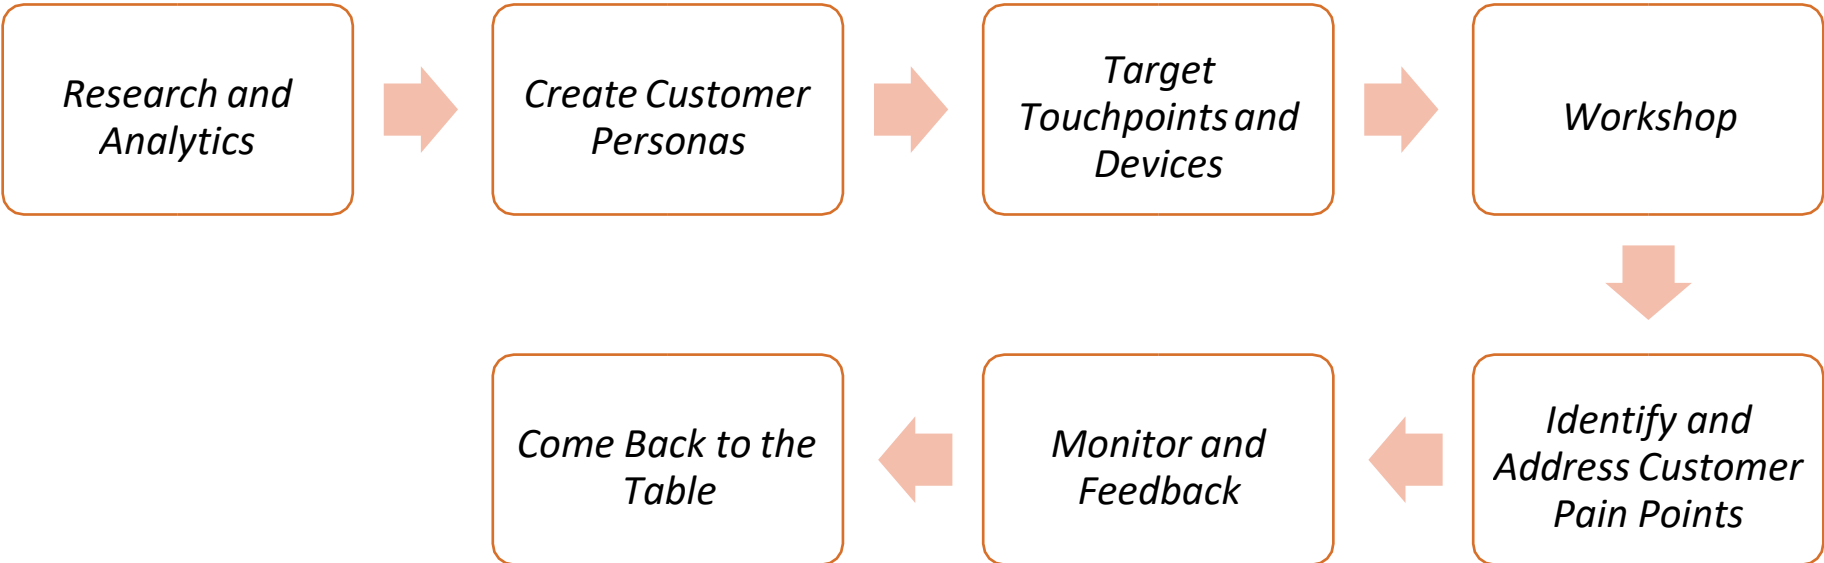 Research and
Analytics
Create Customer
Personas
Target
Touchpoints and
Devices
Workshop
Identify and
Address Customer
Pain Points
Monitor and
Feedback
Come Back to the
Table